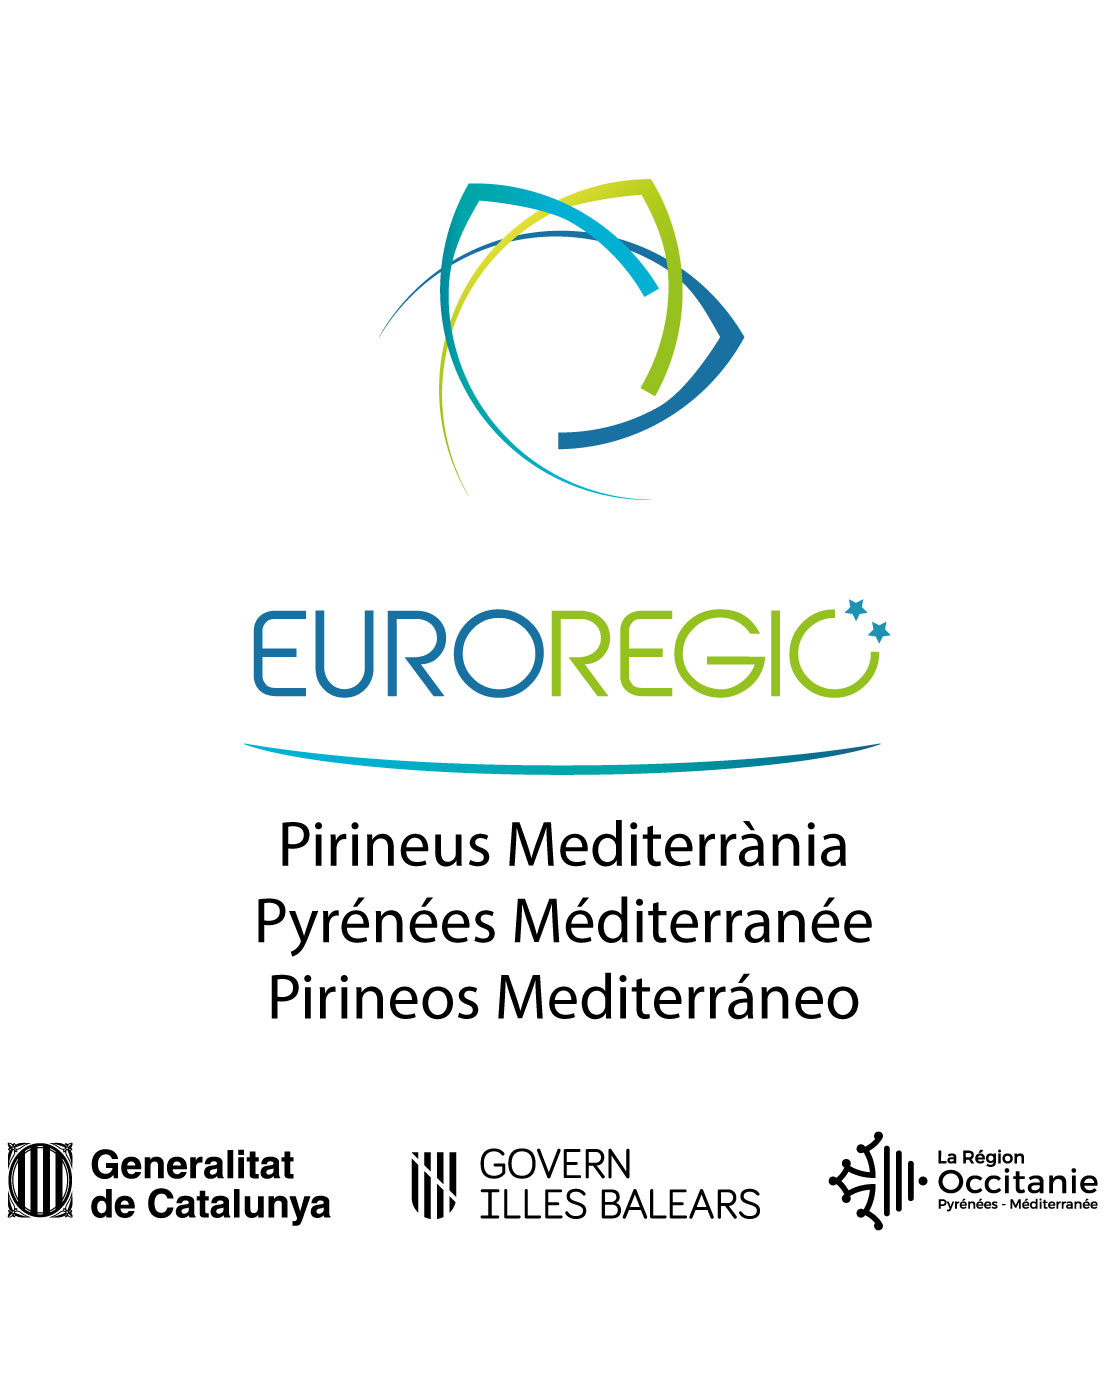 EUROREGIO
Pirineus Mediterrània
Pyrénées Méditerranée
Pirineos Mediterráneo
Generalitat
de Catalunya
GOVERN
ILLES BALEARS
La Région
Occitanie
Pyrénées - Méditerranée